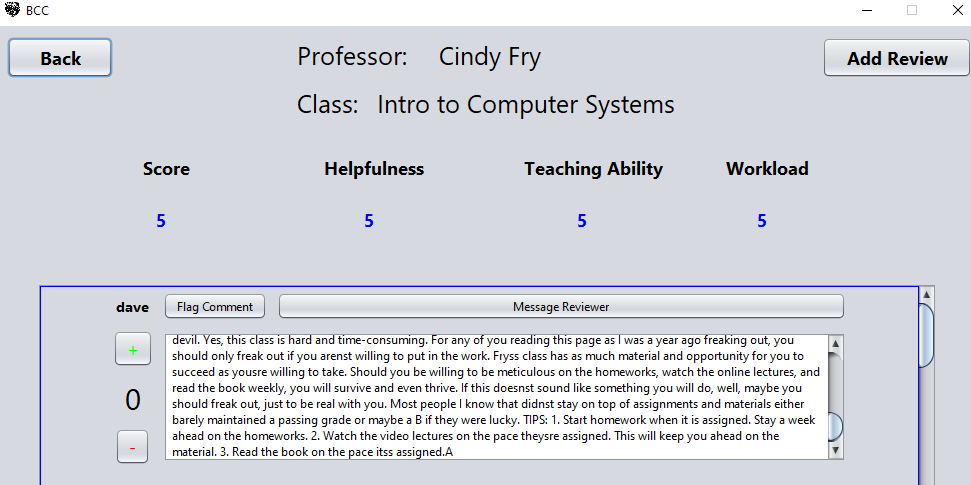 BCC
Back
Professor: Cindy Fry
Add Review
Class: Intro to Computer Systems
Score Helpfulness Teaching Ability Workload
5 5 5 5
dave Flag Comment Message Reviewer
+
0
-
devil. Yes, this class is hard and time-consuming. For any of you reading this page as I was a year ago freaking out, you
should only freak out if you arenst willing to put in the work. Fryss class has as much material and opportunity for you to
succeed as yousre willing to take. Should you be willing to be meticulous on the homeworks, watch the online lectures, and
read the book weekly, you will survive and even thrive. If this doesnst sound like something you will do, well, maybe you
should freak out, just to be real with you. Most people I know that didnst stay on top of assignments and materials either
barely maintained a passing grade or maybe a B if they were lucky. TIPS: 1. Start homework when it is assigned. Stay a week
ahead on the homeworks. 2. Watch the video lectures on the pace theysre assigned. This will keep you ahead on the
material. 3. Read the book on the pace itss assigned.A